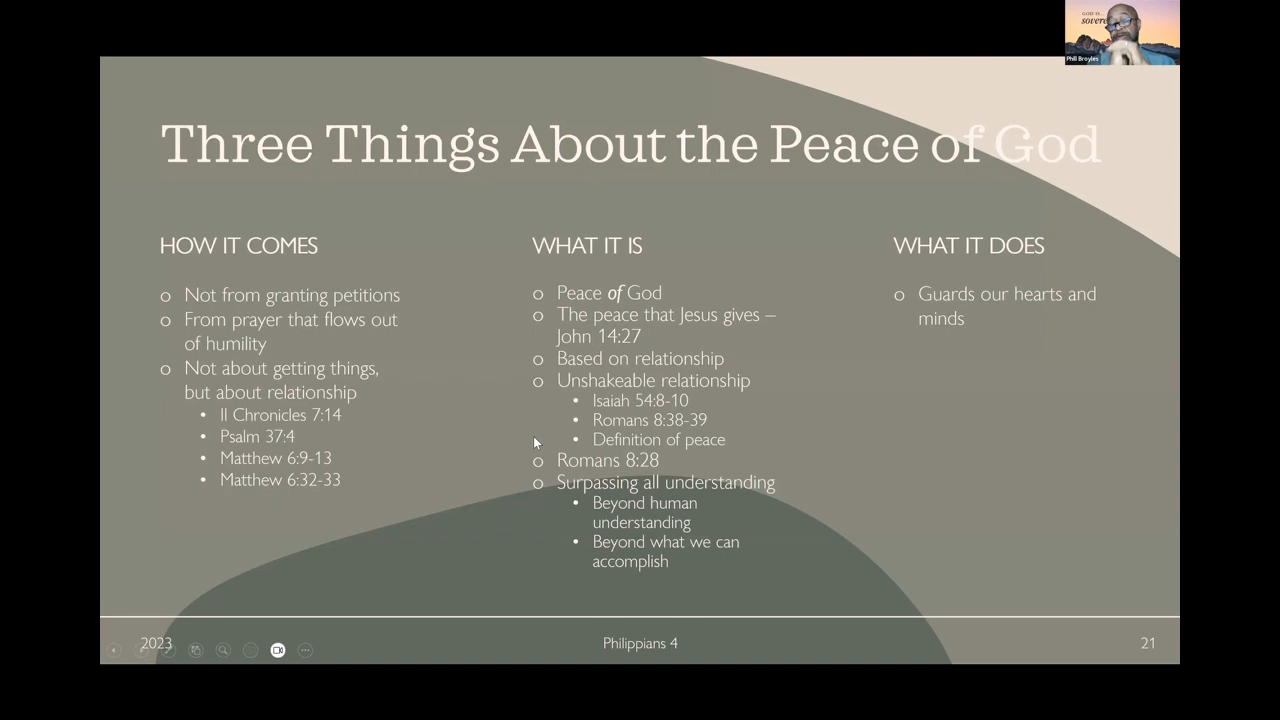 GOD IS
sovere
Phill Broyles
Three Things About the Peace of God
HOW IT COMES
o Not from granting petitions
o From prayer that flows out
of humility
o Not about getting things,
but about relationship
• II Chronicles 7:14
• Psalm 37:4
• Matthew 6:9-13
• Matthew 6:32-33
WHAT IT IS
o Peace of God
o The peace that Jesus gives –
John 14:27
o Based on relationship
o Unshakeable relationship
• Isaiah 54:8-10
• Romans 8:38-39
• Definition of peace
o Romans 8:28
o Surpassing all understanding
• Beyond human
understanding
• Beyond what we can
accomplish
WHAT IT DOES
o Guards our hearts and
minds
2023
Philippians 4
21